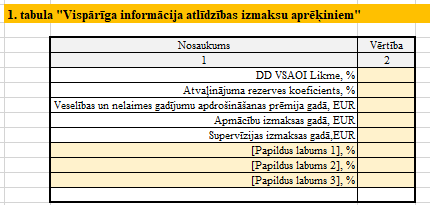 1. tabula "Vispārīga informācija atlīdzības izmaksu aprēķiniem"
Nosaukums Vērtība
1 2
DD VSAOI Likme, %
Atvaļinājuma rezerves koeficients, %
Veselības un nelaimes gadījumu apdrošināšanas prēmija gadā, EUR
Apmācību izmaksas gadā, EUR
Supervīzijas izmaksas gadā,EUR
[Papildus labums 1], %
[Papildus labums 2], %
[Papildus labums 3], %